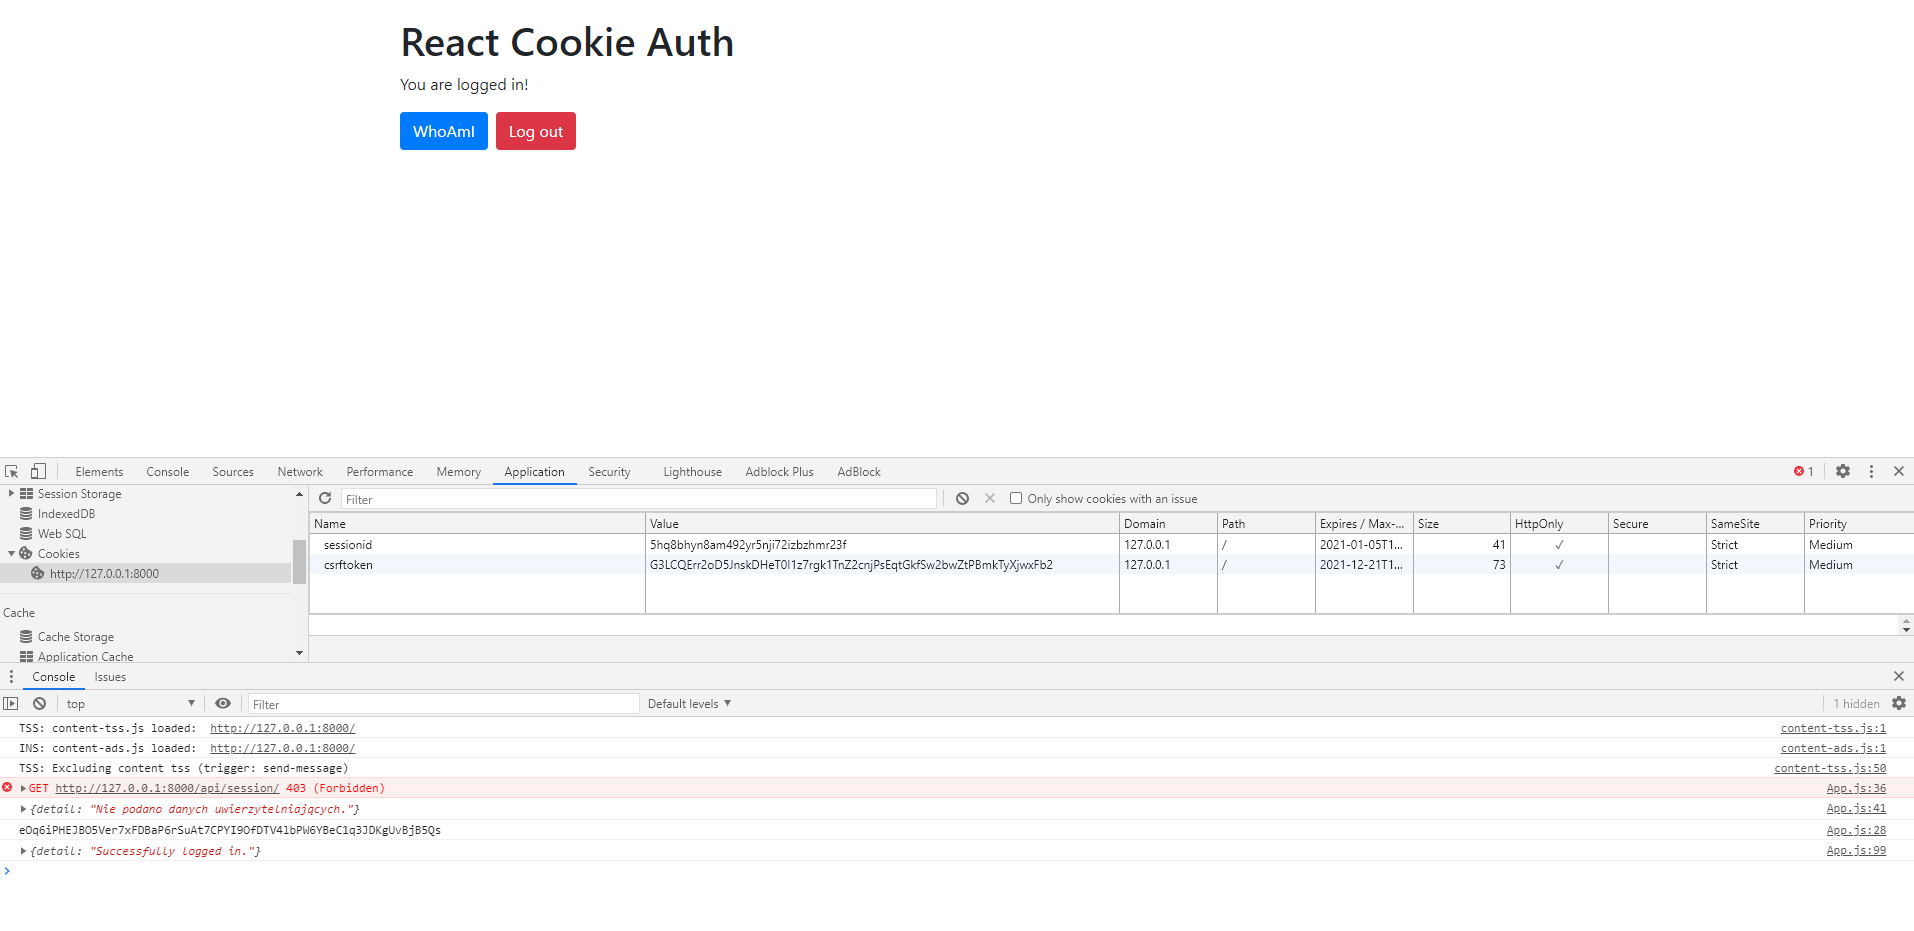 React Cookie Auth
You are logged in!
WhoAmI Log out
Elements Console Sources Network Performance Memory Application Security Lighthouse Adblock Plus AdBlock 1
Session Storage
IndexedDB
Web SQL
Cookies
http://127.0.0.1:8000
Cache
Cache Storage
Application Cache
Filter Only show cookies with an issue
Name Value Domain Path Expires / Max-... Size HttpOnly Secure SameSite Priority
sessionid 5hq8bhyn8am492yr5nji72izbzhmr23f 127.0.0.1 / 2021-01-05T1... 41 ✓ Strict Medium
csrftoken 127.0.0.1 / 2021-12-21T1... 73 ✓ Strict Medium
Console Issues
top Filter Default levels ▼ 1 hidden
TSS: content-tss.js loaded: http://127.0.0.1:8000/ content-tss.js:1
INS: content-ads.js loaded: http://127.0.0.1:8000/ content-ads.js:1
TSS: Excluding content tss (trigger: send-message) content-tss.js:50
GET http://127.0.0.1:8000/api/session/ 403 (Forbidden) App.js:36
{detail: "Nie podano danych uwierzytelniających."} App.js:41
App.js:28
{detail: "Successfully logged in."} App.js:99